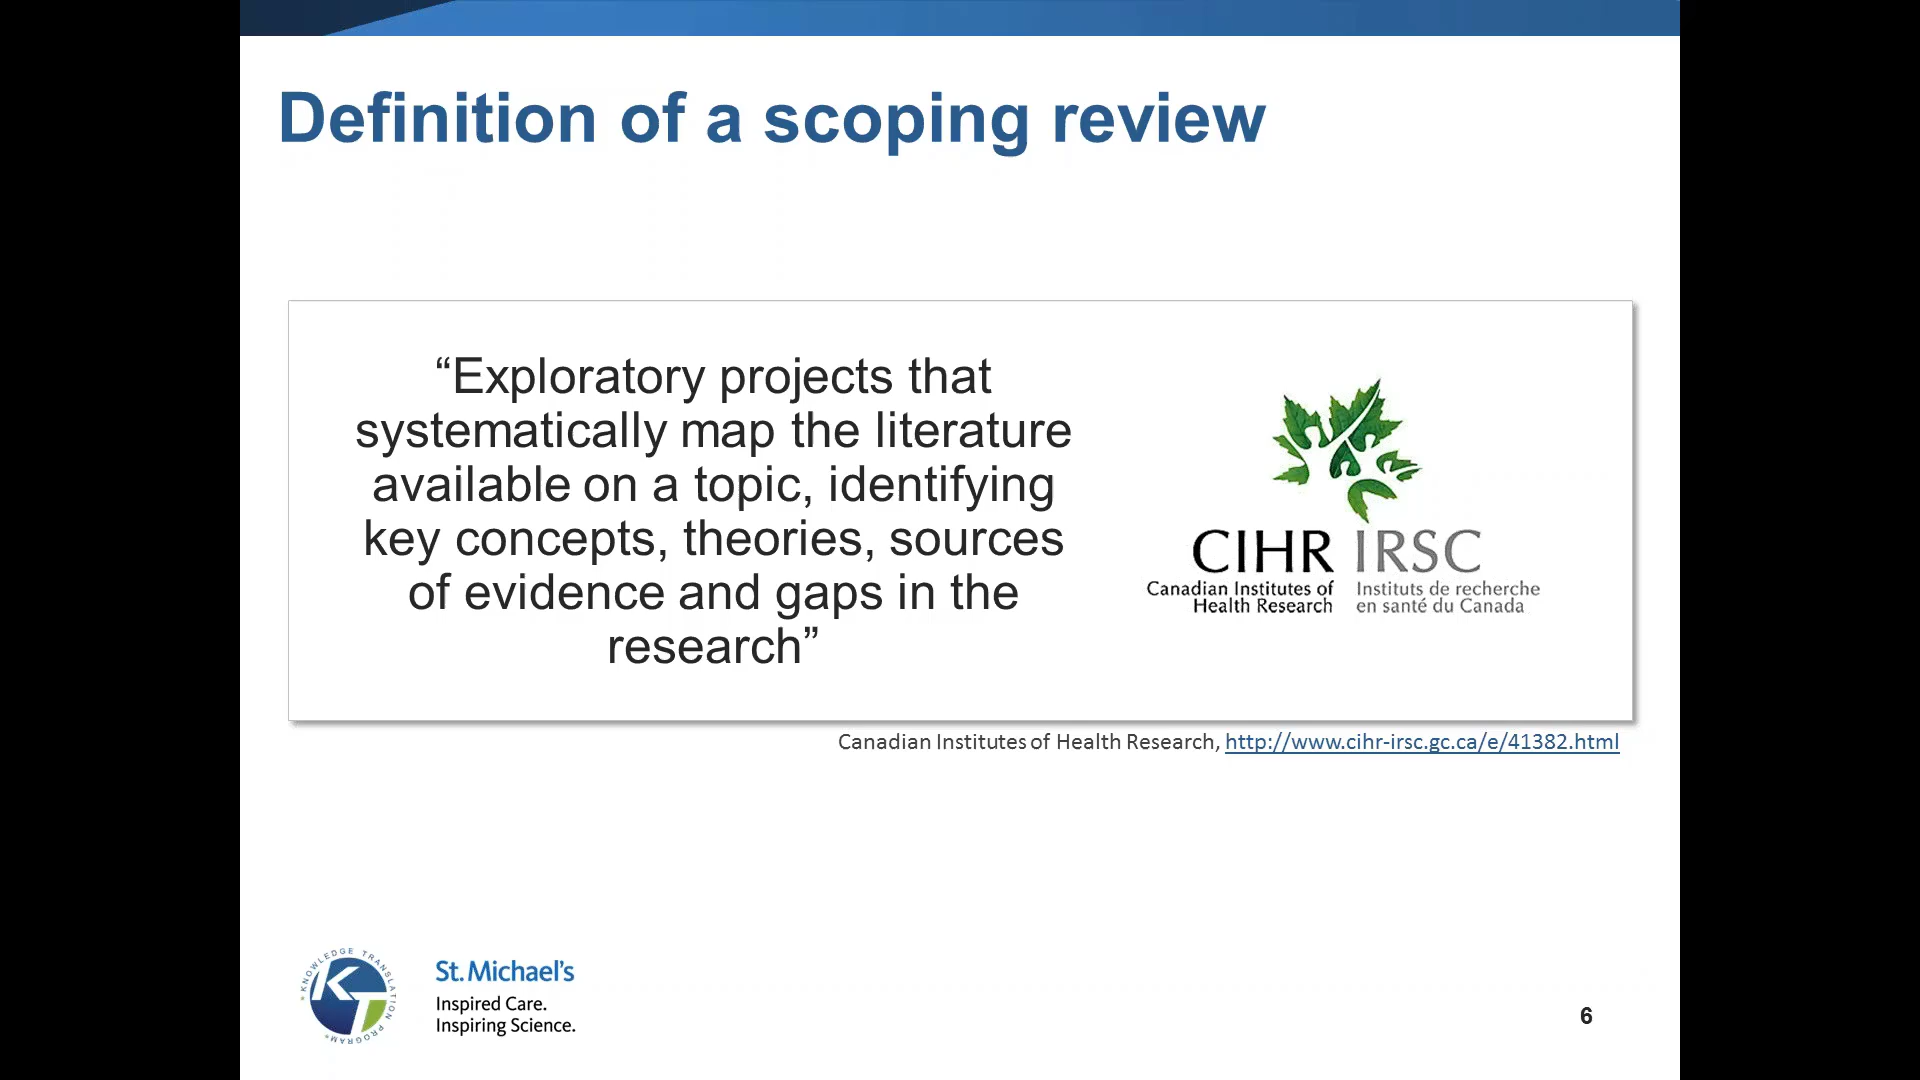 Definition of a scoping review
“Exploratory projects that
systematically map the literature
available on a topic, identifying
key concepts, theories, sources
of evidence and gaps in the
research”
CIHR IRSC
Canadian Institutes of Health Research
Instituts de recherche en santé du Canada
Canadian Institutes of Health Research, http://www.cihr-irsc.gc.ca/e/41382.html
KNOWLEDGE TRANSLATION PROGRAM
KT
St. Michael's
Inspired Care.
Inspiring Science.
6